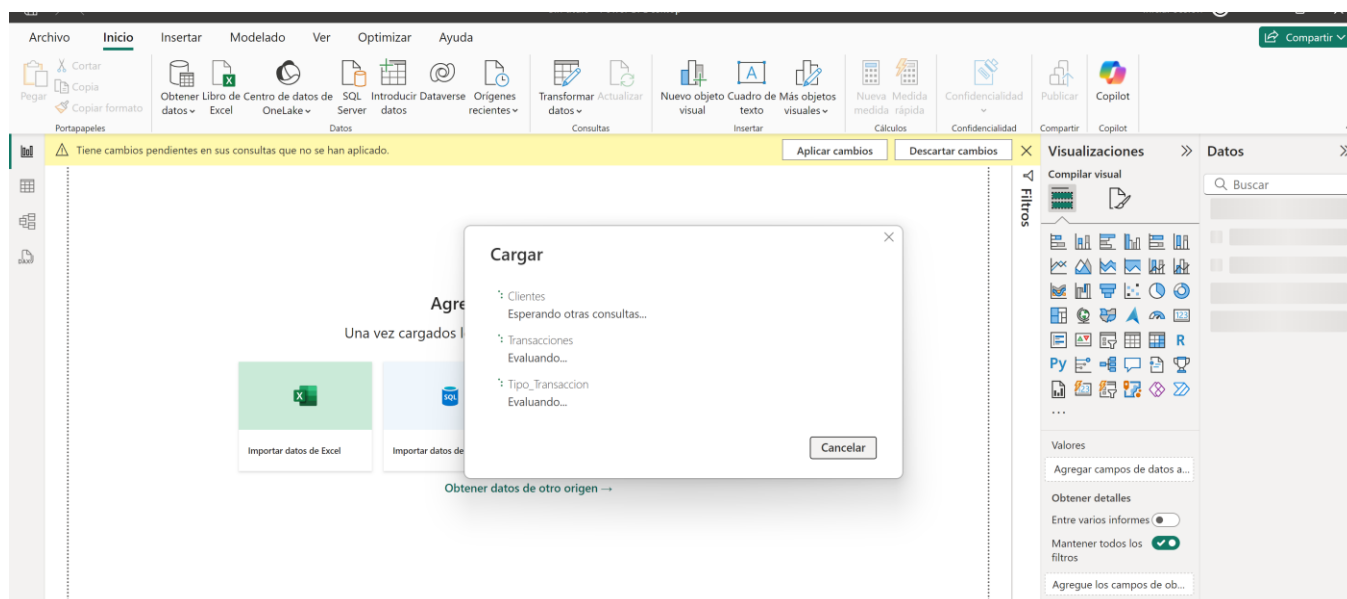 Archivo Inicio Insertar Modelado Ver Optimizar Ayuda
Compartir
Pegar
Cortar
Copia
Copiar formato
Portapapeles
Obtener datos
Libro de Excel
Centro de datos de OneLake
SQL Server
Introducir datos
Dataverse
Orígenes recientes
Datos
Transformar datos
Actualizar
Consultas
Nuevo objeto visual
Cuadro de texto
Más objetos visuales
Insertar
Nueva medida
Medida rápida
Cálculos
Confidencialidad
Confidencialidad
Publicar
Compartir
Copilot
Copilot
Tiene cambios pendientes en sus consultas que no se han aplicado.
Aplicar cambios
Descartar cambios
Filtros
Agre
Una vez cargados l
Importar datos de Excel
Importar datos de
Obtener datos de otro origen →
Cargar
Clientes
Esperando otras consultas...
Transacciones
Evaluando...
Tipo_Transaccion
Evaluando...
Cancelar
Visualizaciones
Compilar visual
123
R
Py
...
Valores
Agregar campos de datos a...
Obtener detalles
Entre varios informes
Mantener todos los
filtros
Agregue los campos de ob...
Datos
Buscar